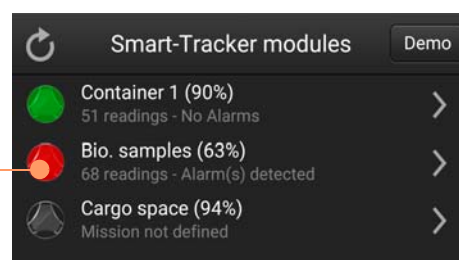 Smart-Tracker modules
Demo
Container 1 (90%)
51 readings - No Alarms
Bio. samples (63%)
68 readings - Alarm(s) detected
Cargo space (94%)
Mission not defined